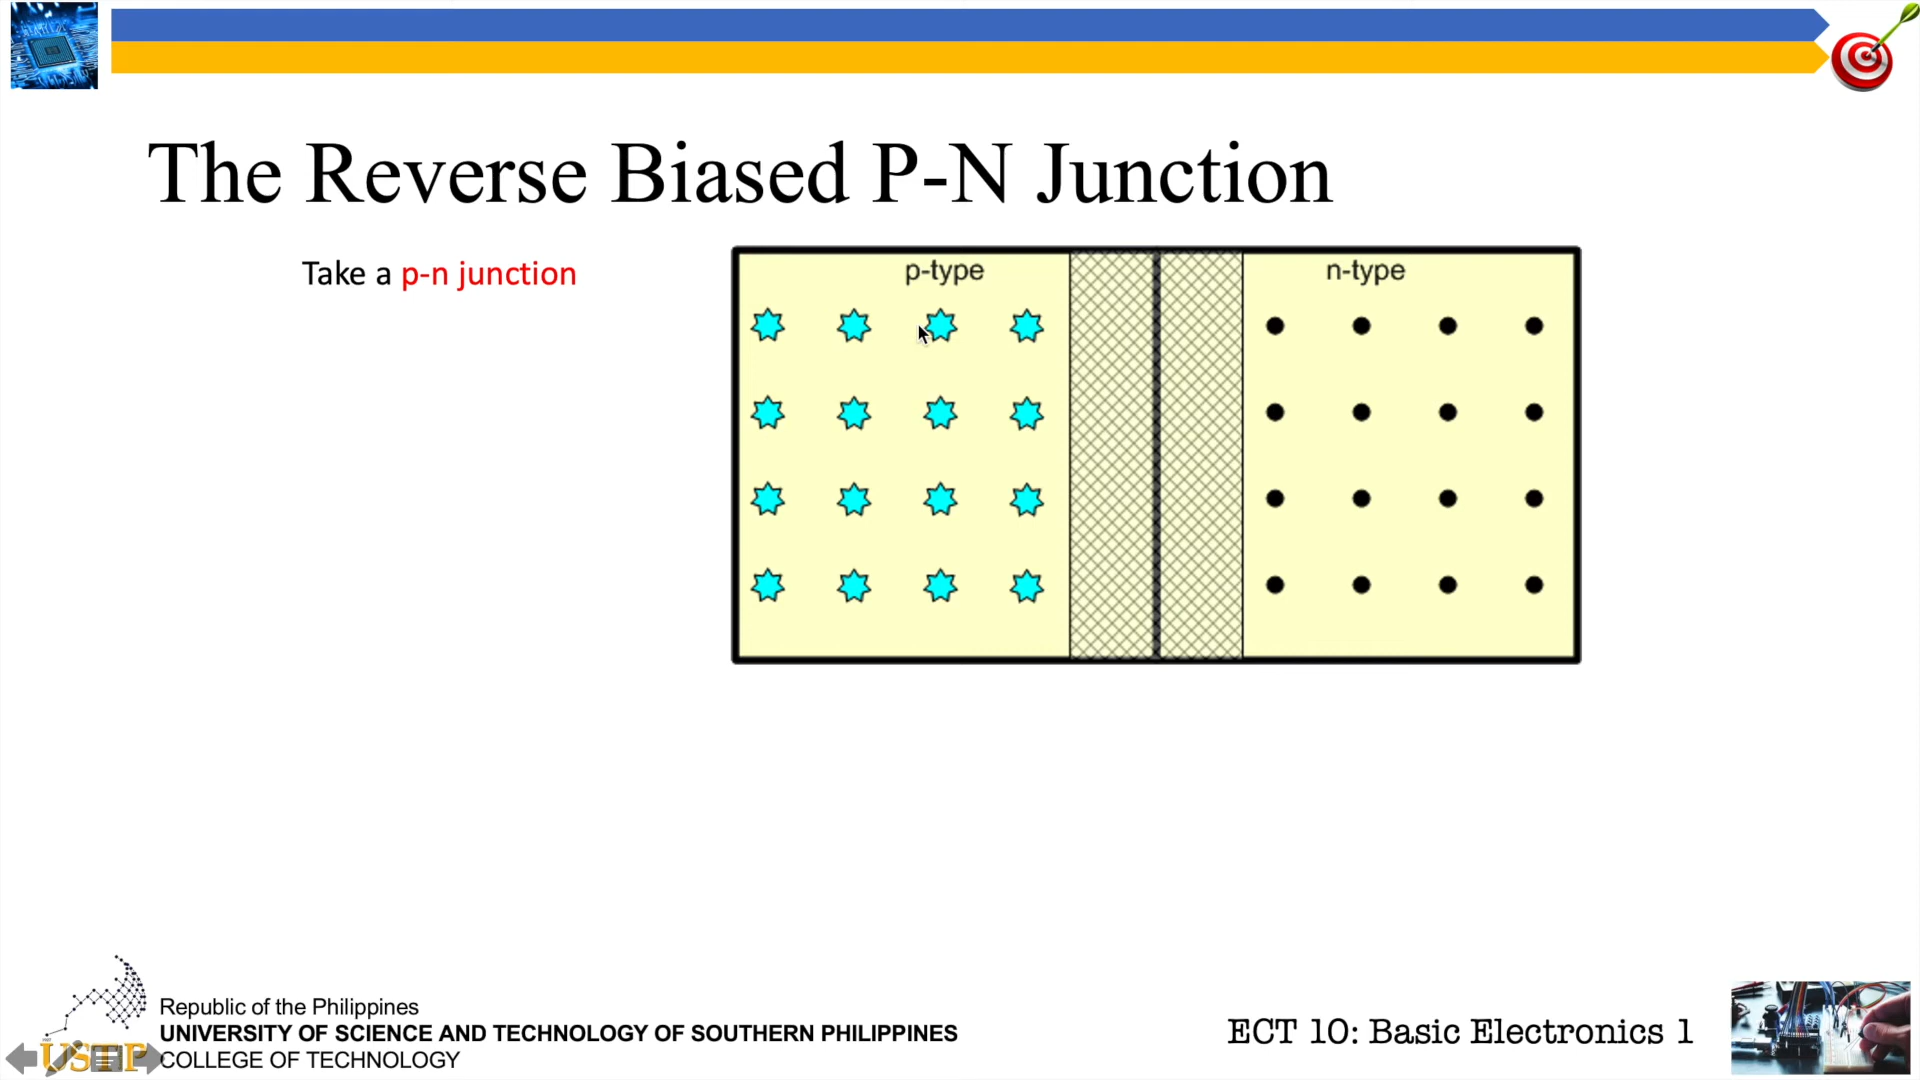 The Reverse Biased P-N Junction
Take a p-n junction
p-type
n-type
Republic of the Philippines
UNIVERSITY OF SCIENCE AND TECHNOLOGY OF SOUTHERN PHILIPPINES
COLLEGE OF TECHNOLOGY
USTP
ECT 10: Basic Electronics 1